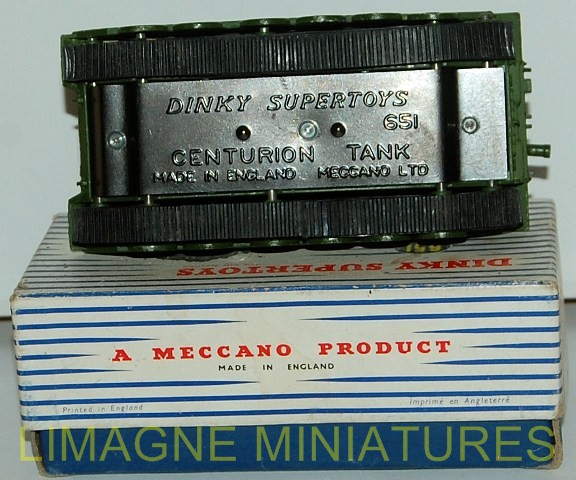 DINKY SUPERTOYS
651
CENTURION TANK
MADE IN ENGLAND MECCANO LTD
DINKY SUPERTOYS
A MECCANO PRODUCT
MADE IN ENGLAND
Printed in England
Imprimé en Angleterre
LIMAGNE MINIATURES